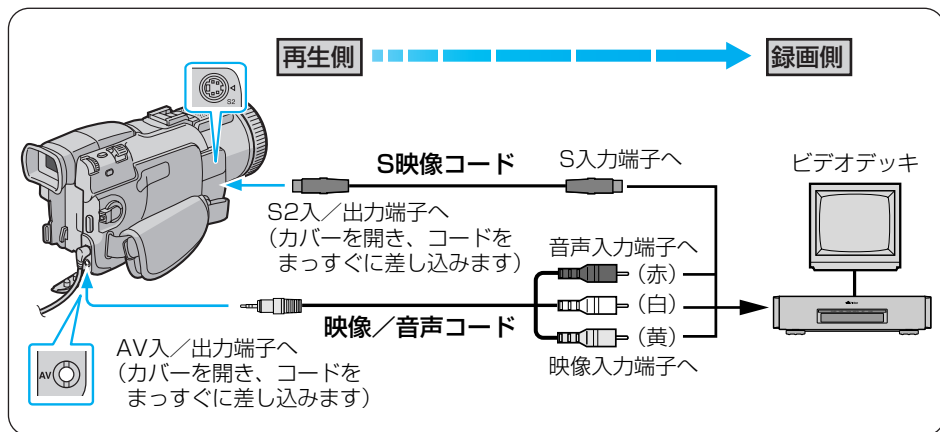 再生側
録画側
S2
S映像コード
S入力端子へ
ビデオデッキ
S2入／出力端子へ
（カバーを開き、コードを
まっすぐに差し込みます）
音声入力端子へ
（赤）
（白）
（黄）
映像／音声コード
映像入力端子へ
AV
AV入／出力端子へ
（カバーを開き、コードを
まっすぐに差し込みます）